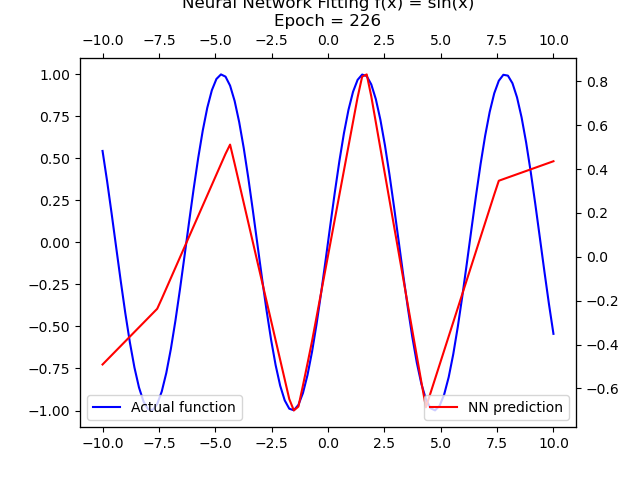 Neural Network Fitting f(x) = sin(x)
Epoch = 226
−10.0 −7.5 −5.0 −2.5 0.0 2.5 5.0 7.5 10.0
1.00
0.75
0.50
0.25
0.00
−0.25
−0.50
−0.75
−1.00
0.8
0.6
0.4
0.2
0.0
−0.2
−0.4
−0.6
Actual function
NN prediction
−10.0 −7.5 −5.0 −2.5 0.0 2.5 5.0 7.5 10.0